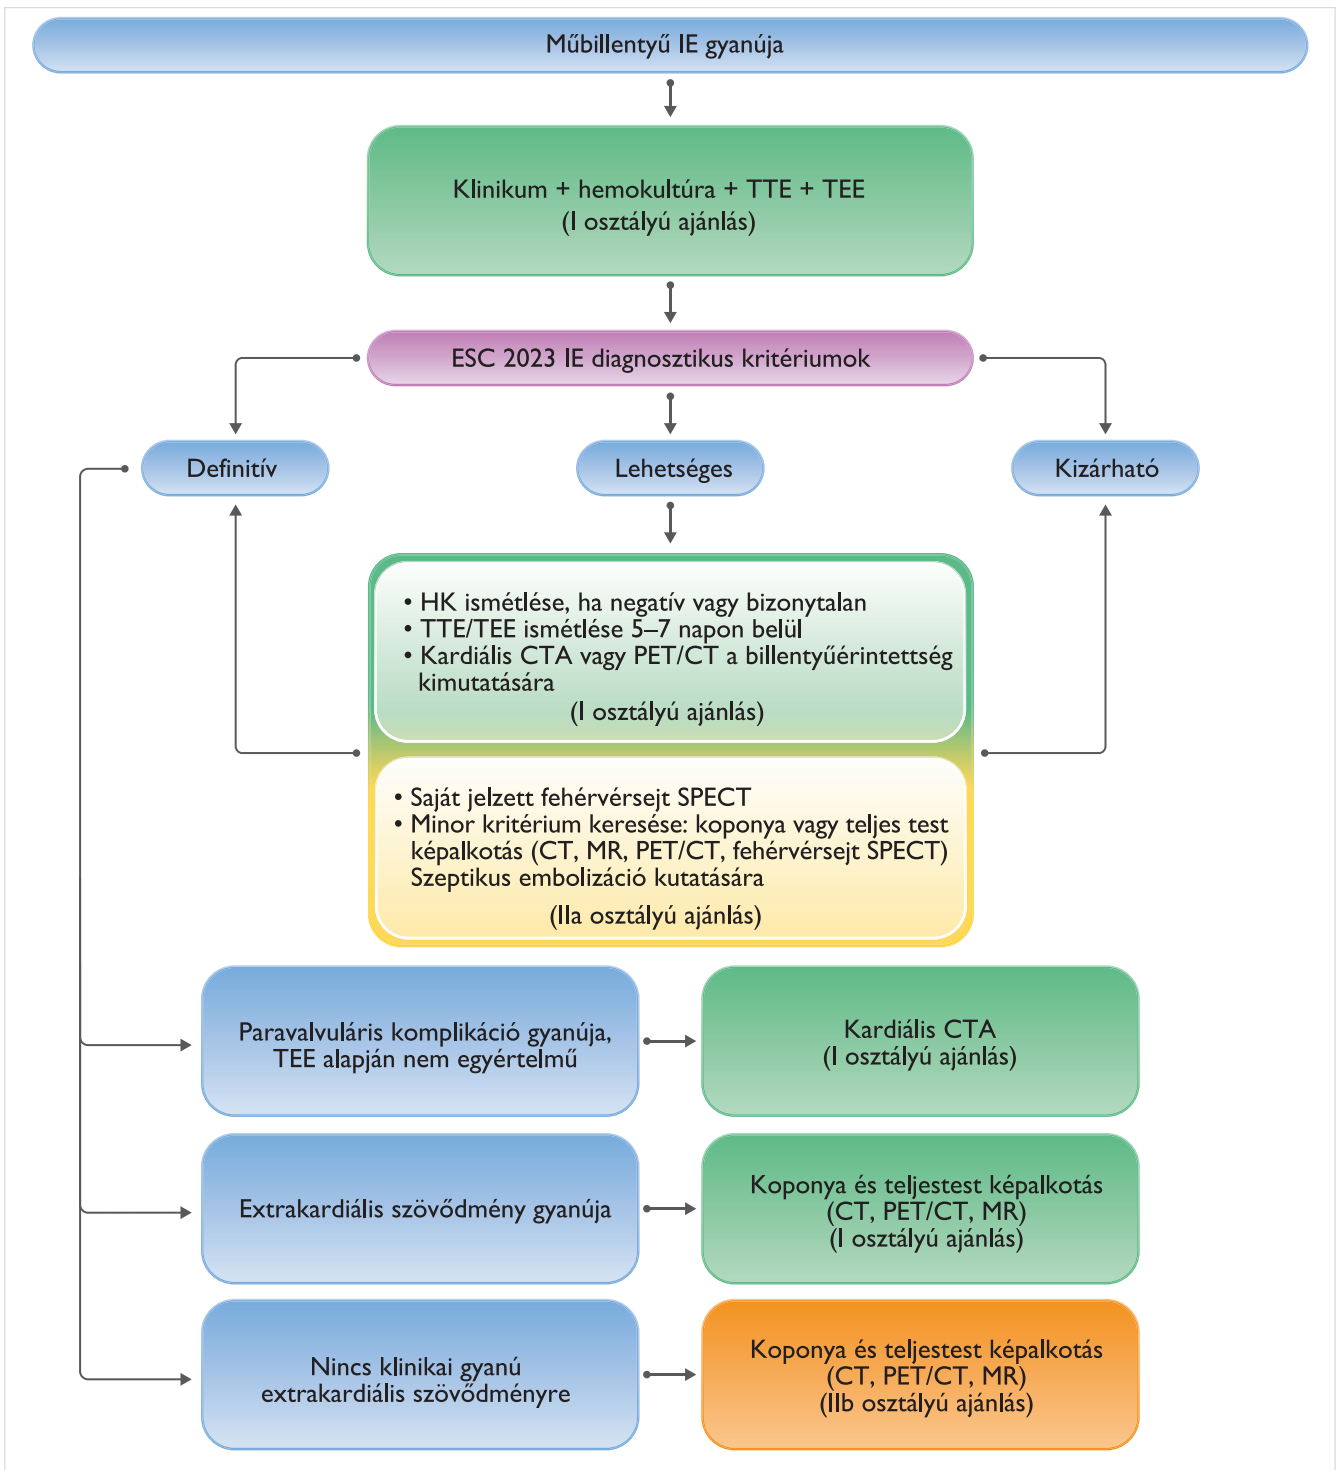 Műbillentyű IE gyanúja
Klinikum + hemokultúra + TTE + TEE
(I osztályú ajánlás)
ESC 2023 IE diagnosztikus kritériumok
Definitív
Lehetséges
Kizárható
• HK ismétlése, ha negatív vagy bizonytalan
• TTE/TEE ismétlése 5–7 napon belül
• Kardiális CTA vagy PET/CT a billentyűérintettség
kimutatására
(I osztályú ajánlás)
• Saját jelzett fehérvérsejt SPECT
• Minor kritérium keresése: koponya vagy teljes test
képalkotás (CT, MR, PET/CT, fehérvérsejt SPECT)
Szeptikus embolizáció kutatására
(IIa osztályú ajánlás)
Paravalvuláris komplikáció gyanúja,
TEE alapján nem egyértelmű
Kardiális CTA
(I osztályú ajánlás)
Extrakardiális szövődmény gyanúja
Koponya és teljestest képalkotás
(CT, PET/CT, MR)
(I osztályú ajánlás)
Nincs klinikai gyanú
extrakardiális szövődményre
Koponya és teljestest képalkotás
(CT, PET/CT, MR)
(IIb osztályú ajánlás)